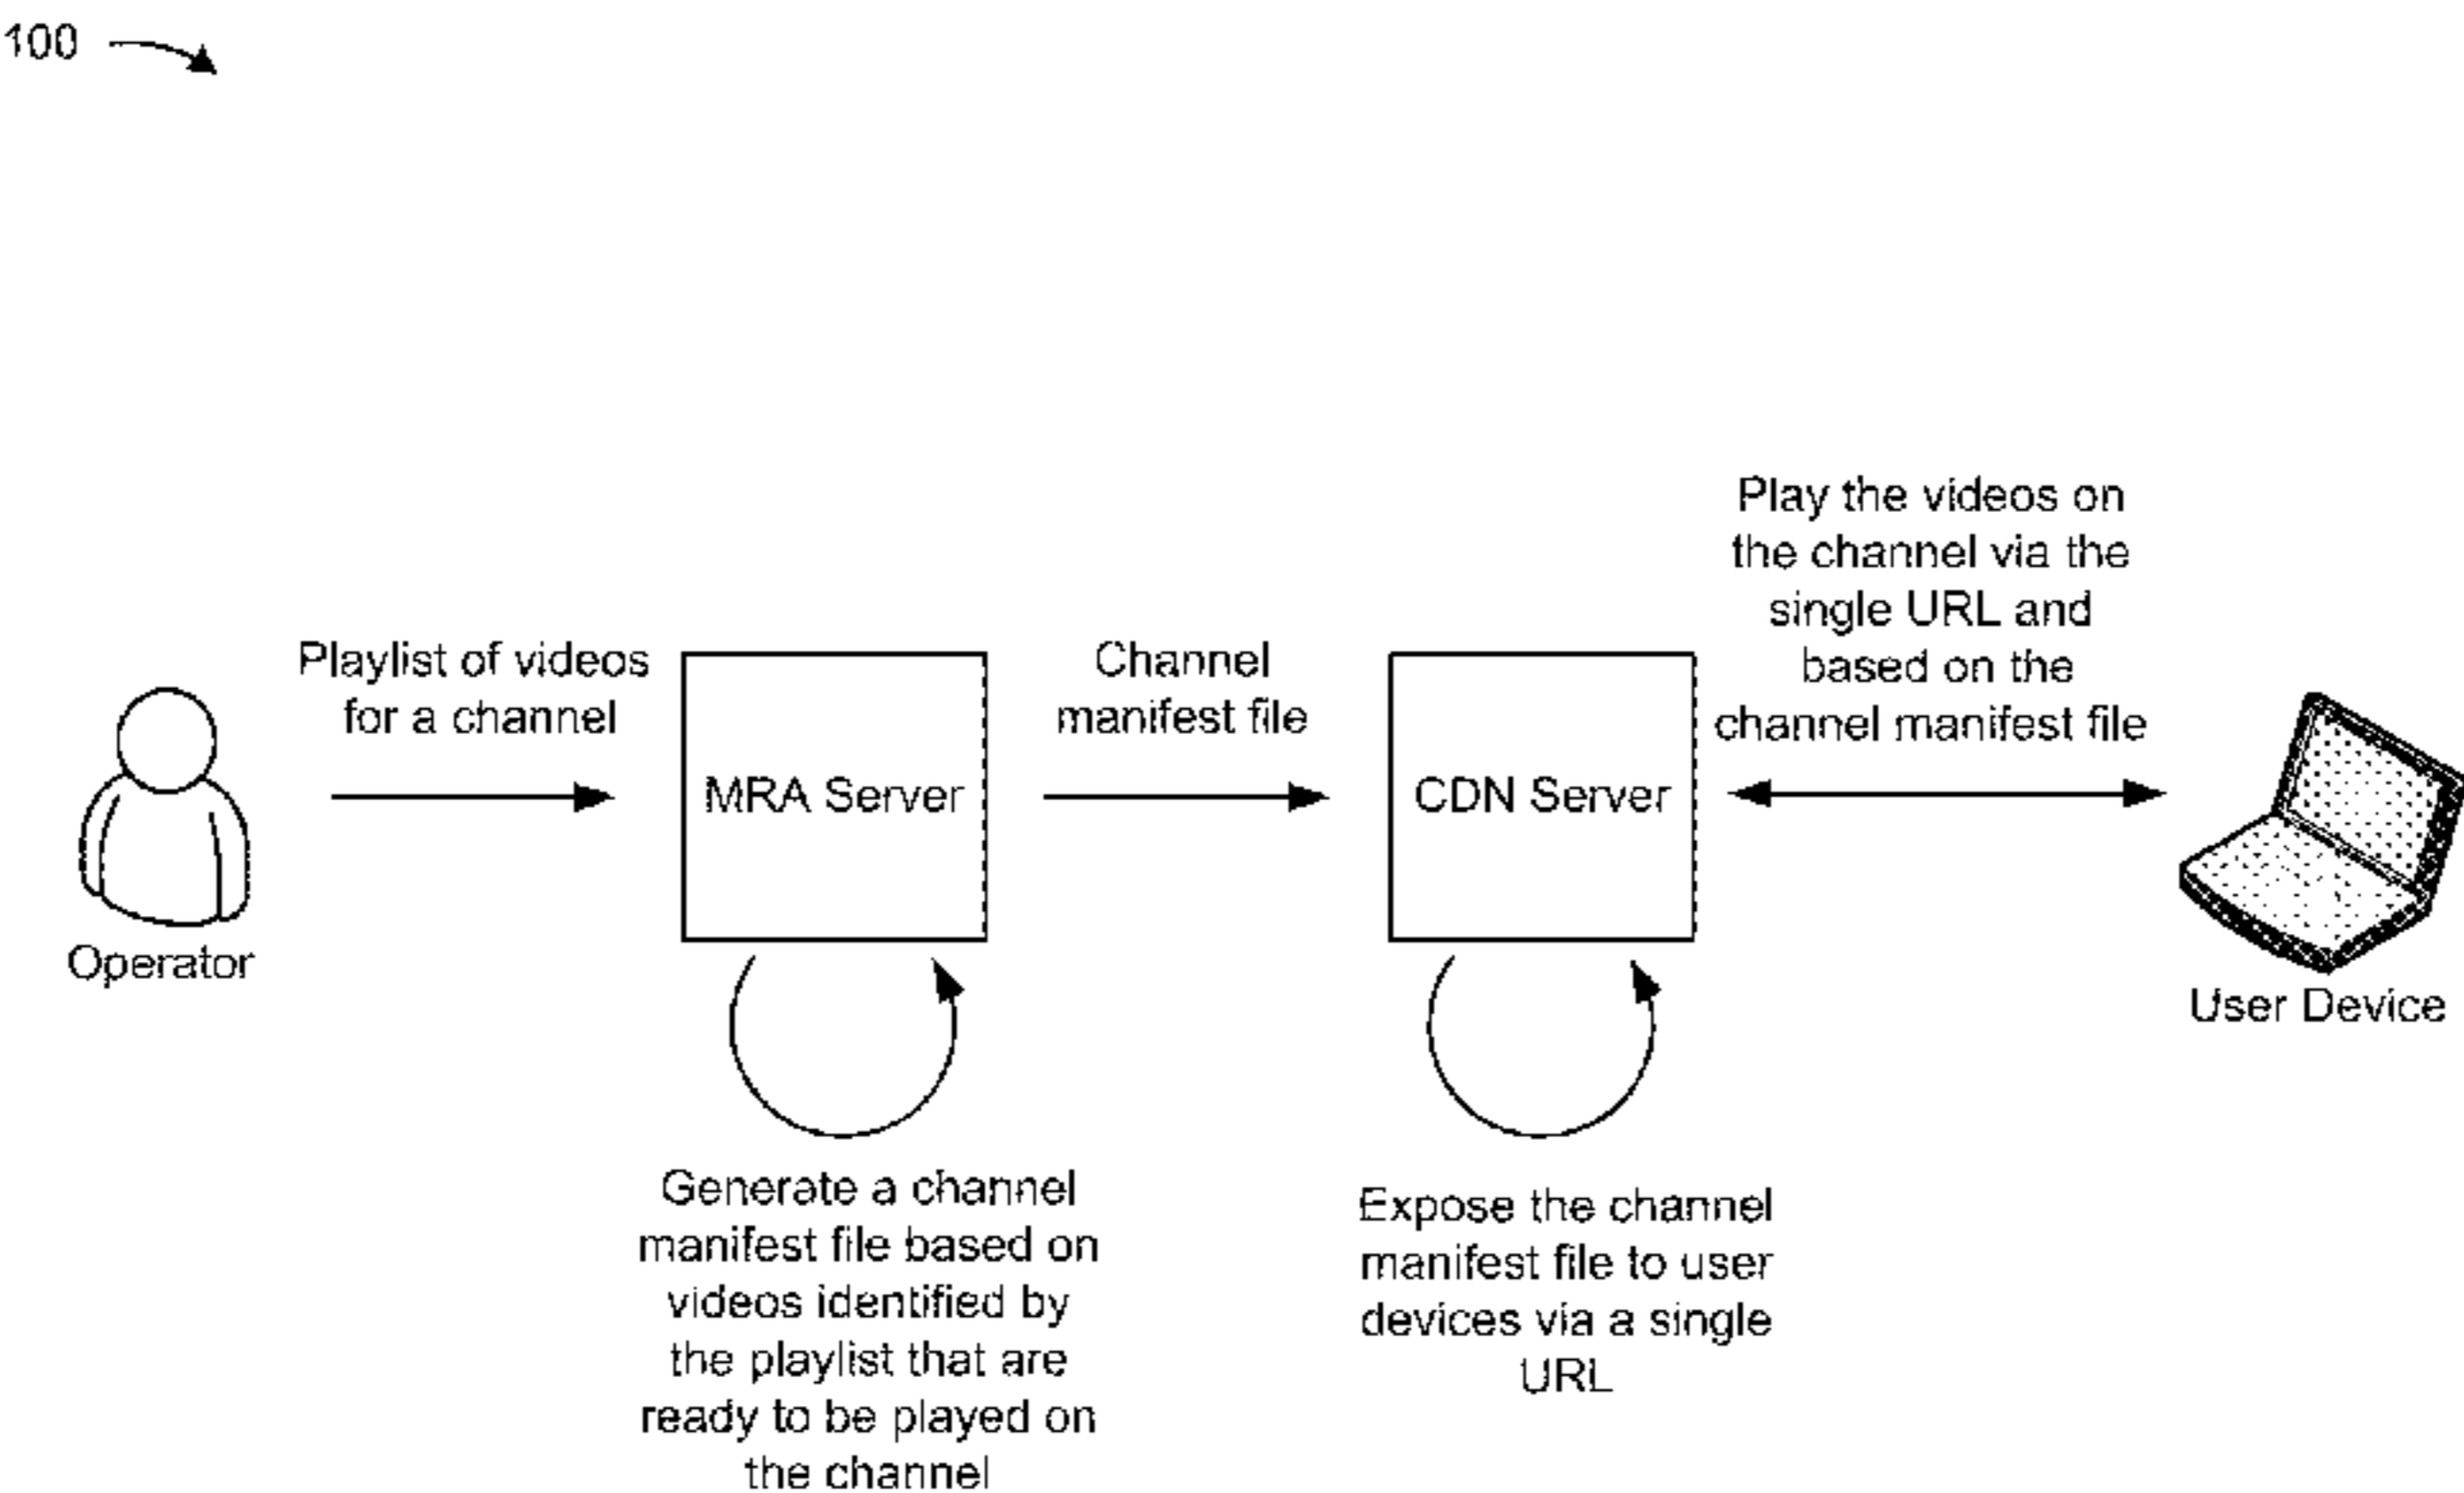 100
Playlist of videos
for a channel
MRA Server
Channel
manifest file
CDN Server
Play the videos on
the channel via the
single URL and
based on the
channel manifest file
Operator
User Device
Generate a channel
manifest file based on
videos identified by
the playlist that are
ready to be played on
the channel
Expose the channel
manifest file to user
devices via a single
URL